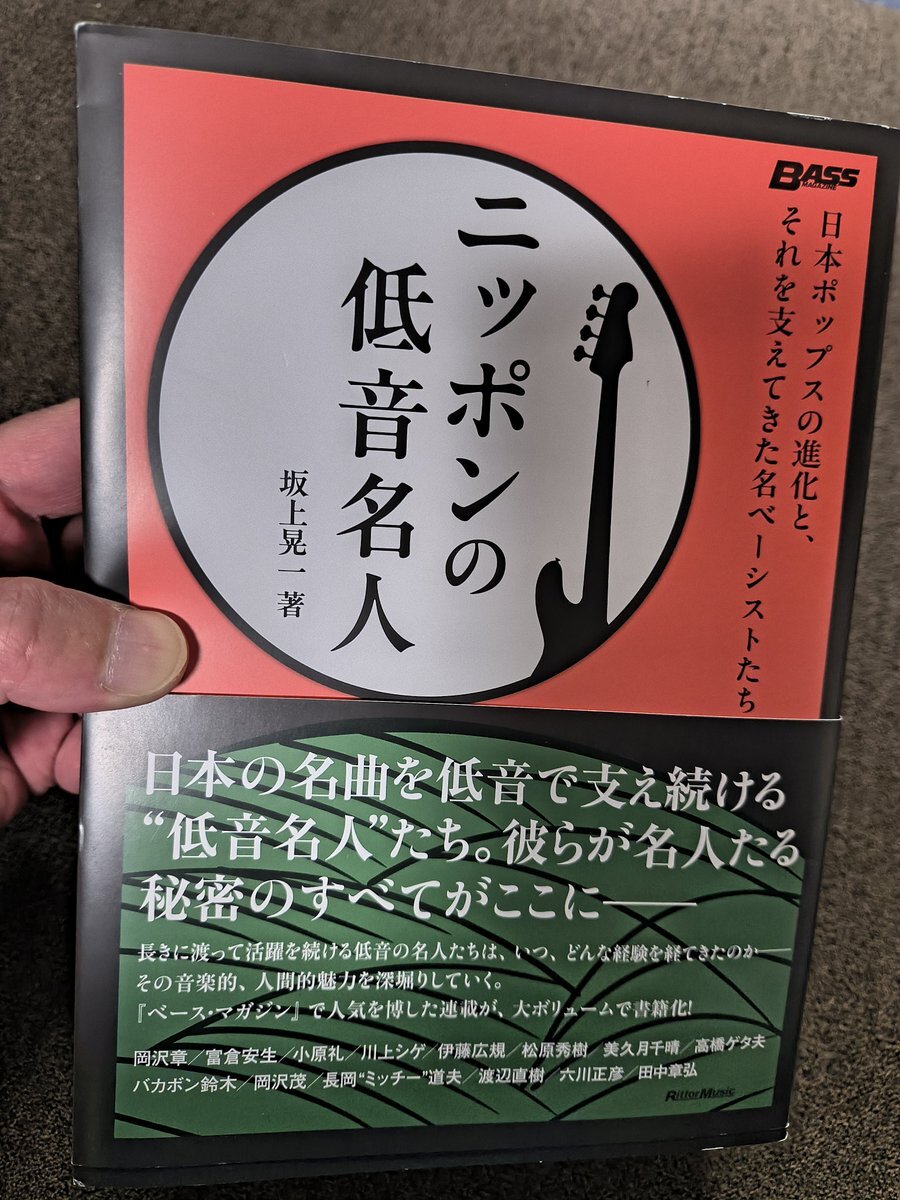 BASS
MAGAZINE
日本ポップスの進化と、
それを支えてきた名ベーシストたち
ニッポンの
低音名人
坂上晃一 著
日本の名曲を低音で支え続ける
“低音名人”たち。彼らが名人たる
秘密のすべてがここに――
長きに渡って活躍を続ける低音の名人たちは、いつ、どんな経験を経てきたのか――
その音楽的、人間的魅力を深堀りしていく。
『ベース・マガジン』で人気を博した連載が、大ボリュームで書籍化!
岡沢章/富倉安生/小原礼/川上シゲ/伊藤広規/松原秀樹/美久月千晴/高橋ゲタ夫
バカボン鈴木/岡沢茂/長岡“ミッチー”道夫/渡辺直樹/六川正彦/田中章弘
RittorMusic